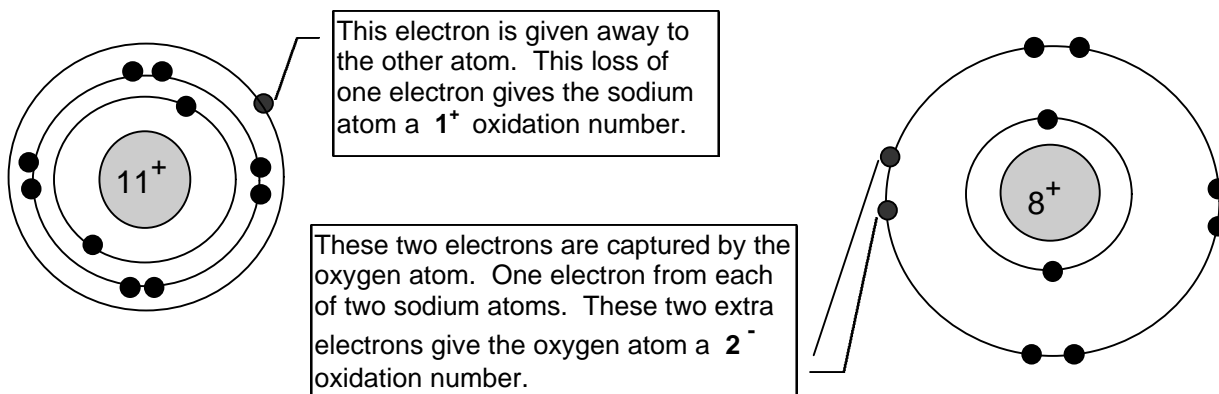 This electron is given away to
the other atom.  This loss of
one electron gives the sodium
atom a 1⁺ oxidation number.
11⁺
8⁺
These two electrons are captured by the
oxygen atom.  One electron from each
of two sodium atoms.  These two extra
electrons give the oxygen atom a 2⁻
oxidation number.